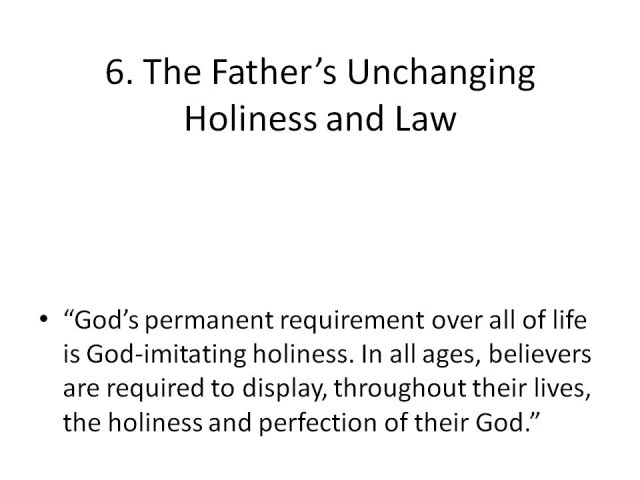 6. The Father’s Unchanging
Holiness and Law
• “God’s permanent requirement over all of life
is God-imitating holiness. In all ages, believers
are required to display, throughout their lives,
the holiness and perfection of their God.”